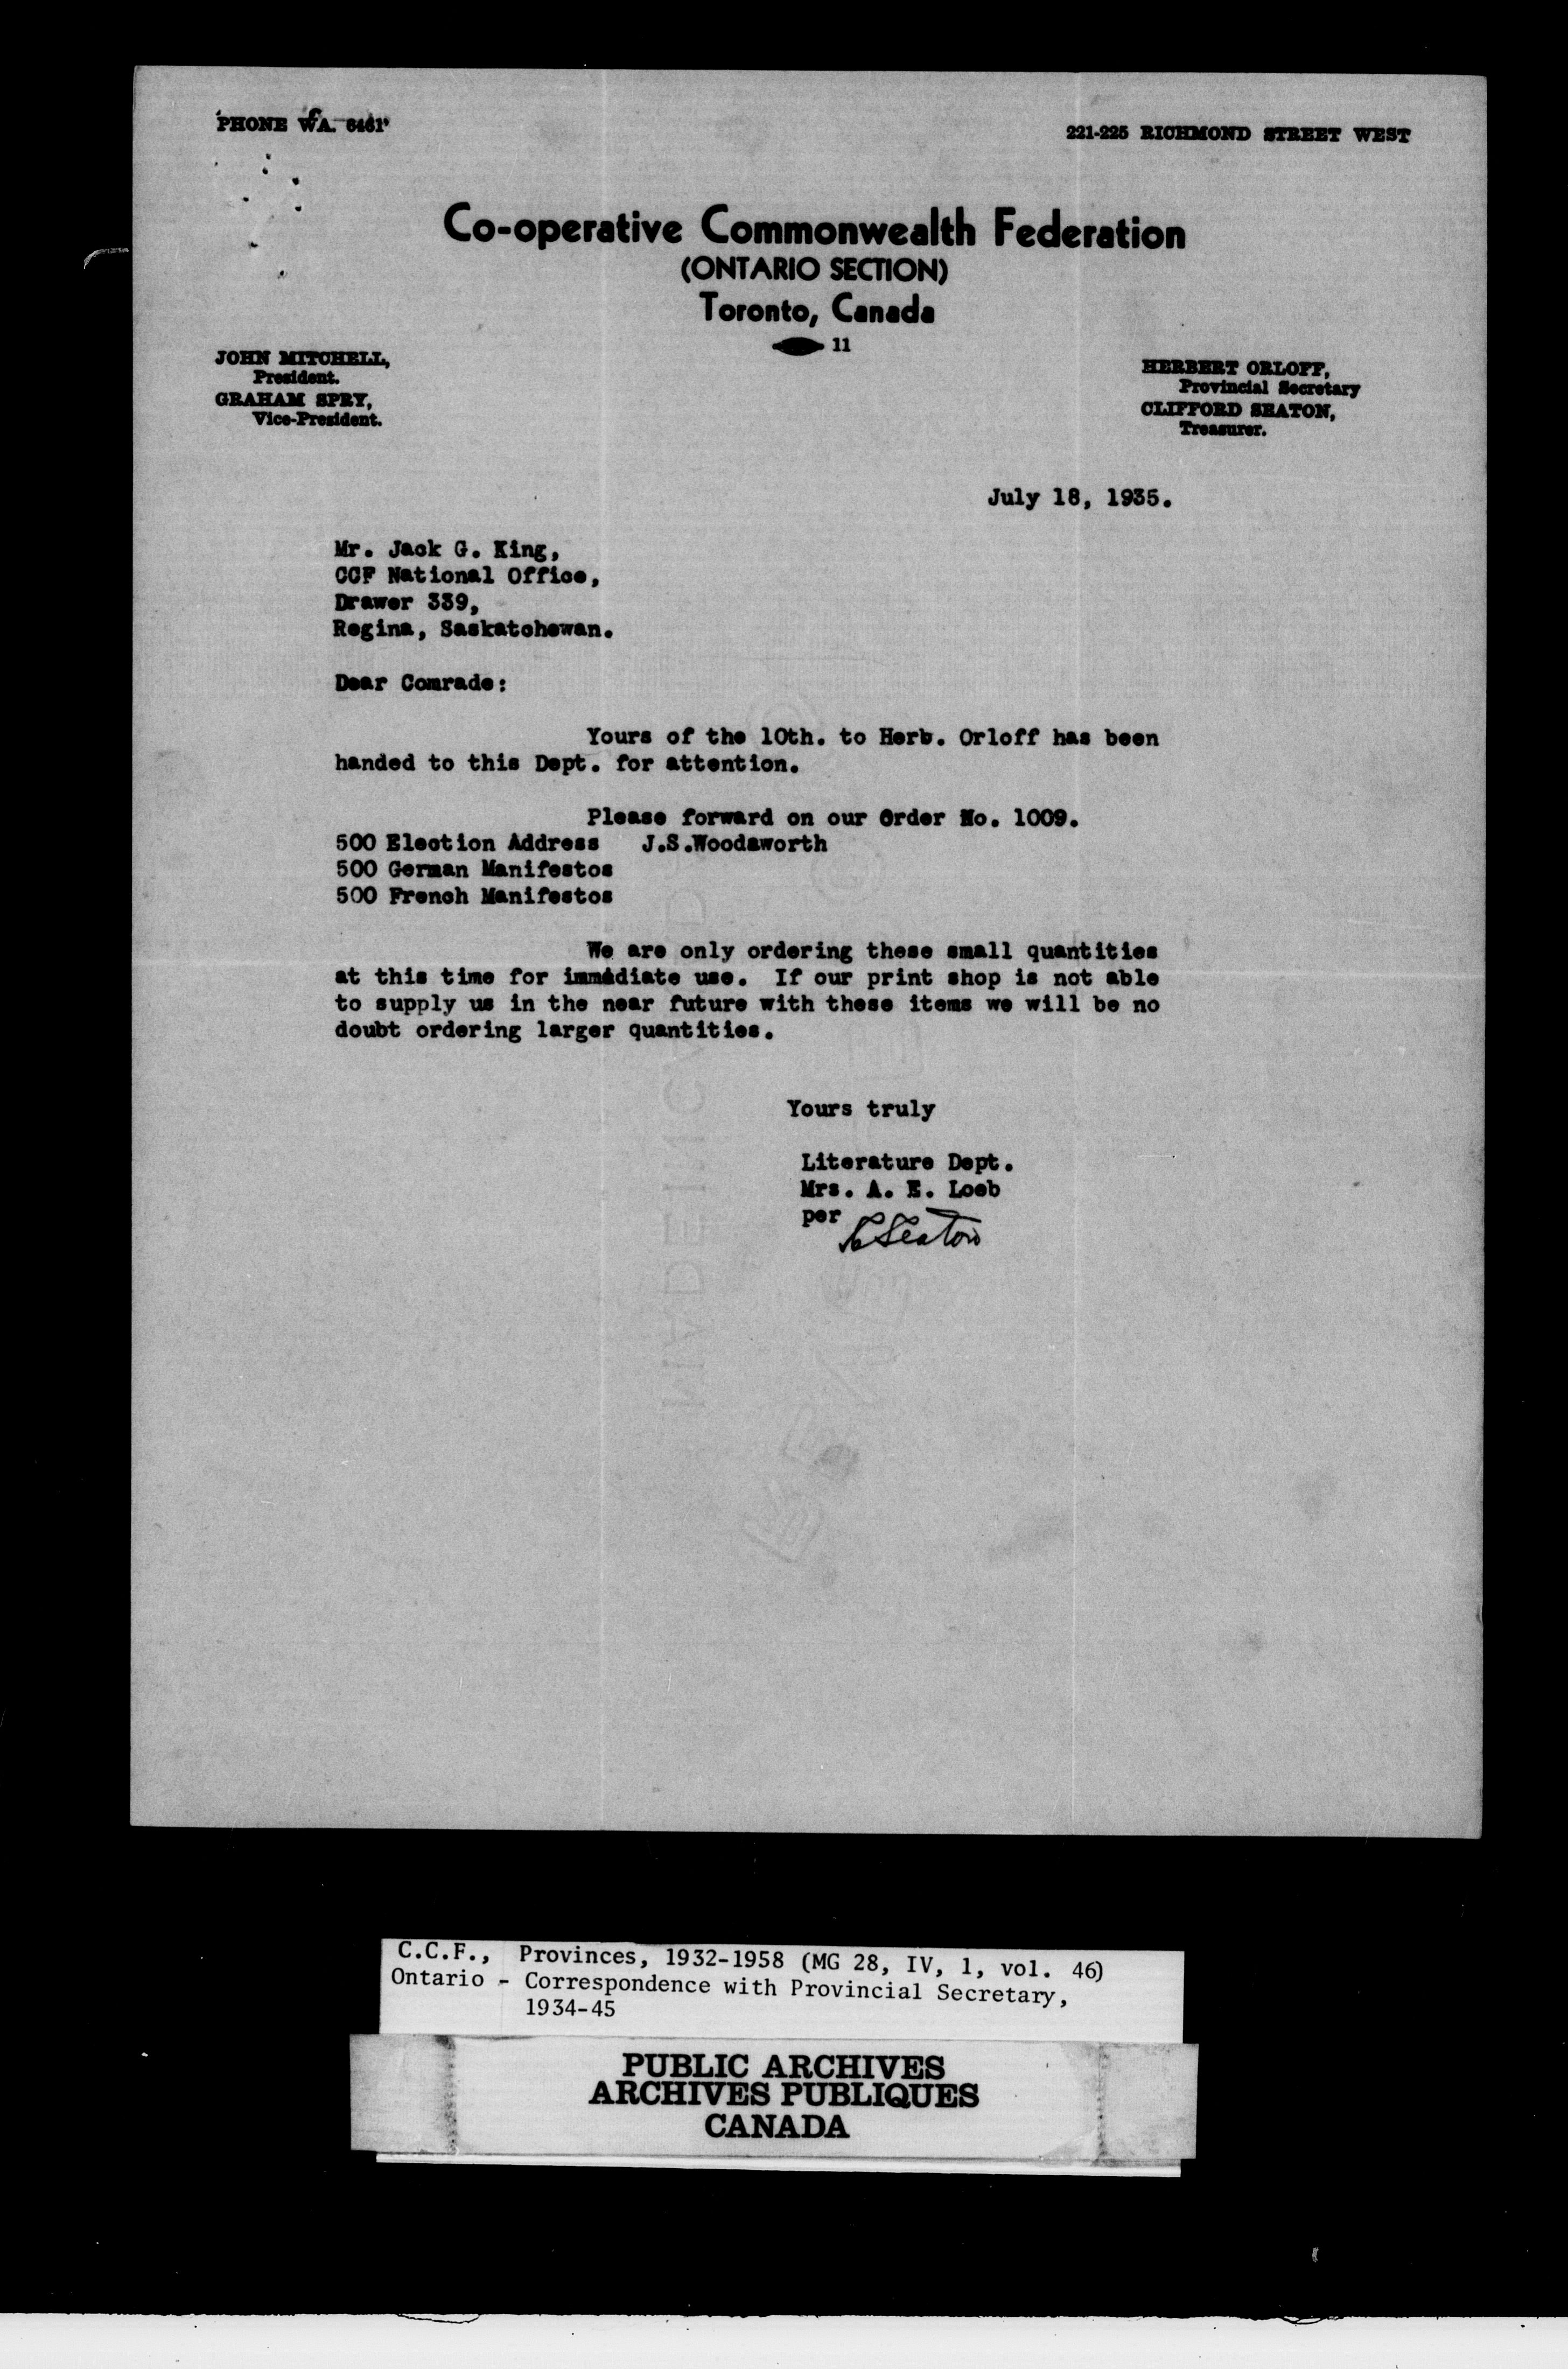 PHONE WA. 6461
221-225 RICHMOND STREET WEST
Co-operative Commonwealth Federation
(ONTARIO SECTION)
Toronto, Canada
11
JOHN MITCHELL,
President.
GRAHAM SPRY,
Vice-President.
HERBERT ORLOFF,
Provincial Secretary
CLIFFORD SEATON,
Treasurer.
July 18, 1935.
Mr. Jack G. King,
CCF National Office,
Drawer 339,
Regina, Saskatchewan.
Dear Comrade:
Yours of the 10th. to Herb. Orloff has been
handed to this Dept. for attention.
Please forward on our Order No. 1009.
500 Election Address J.S.Woodsworth
500 German Manifestos
500 French Manifestos
We are only ordering these small quantities
at this time for immediate use. If our print shop is not able
to supply us in the near future with these items we will be no
doubt ordering larger quantities.
Yours truly
Literature Dept.
Mrs. A. E. Loeb
per
C Seaton
C.C.F., Provinces, 1932-1958 (MG 28, IV, 1, vol. 46)
Ontario - Correspondence with Provincial Secretary,
1934-45
PUBLIC ARCHIVES
ARCHIVES PUBLIQUES
CANADA